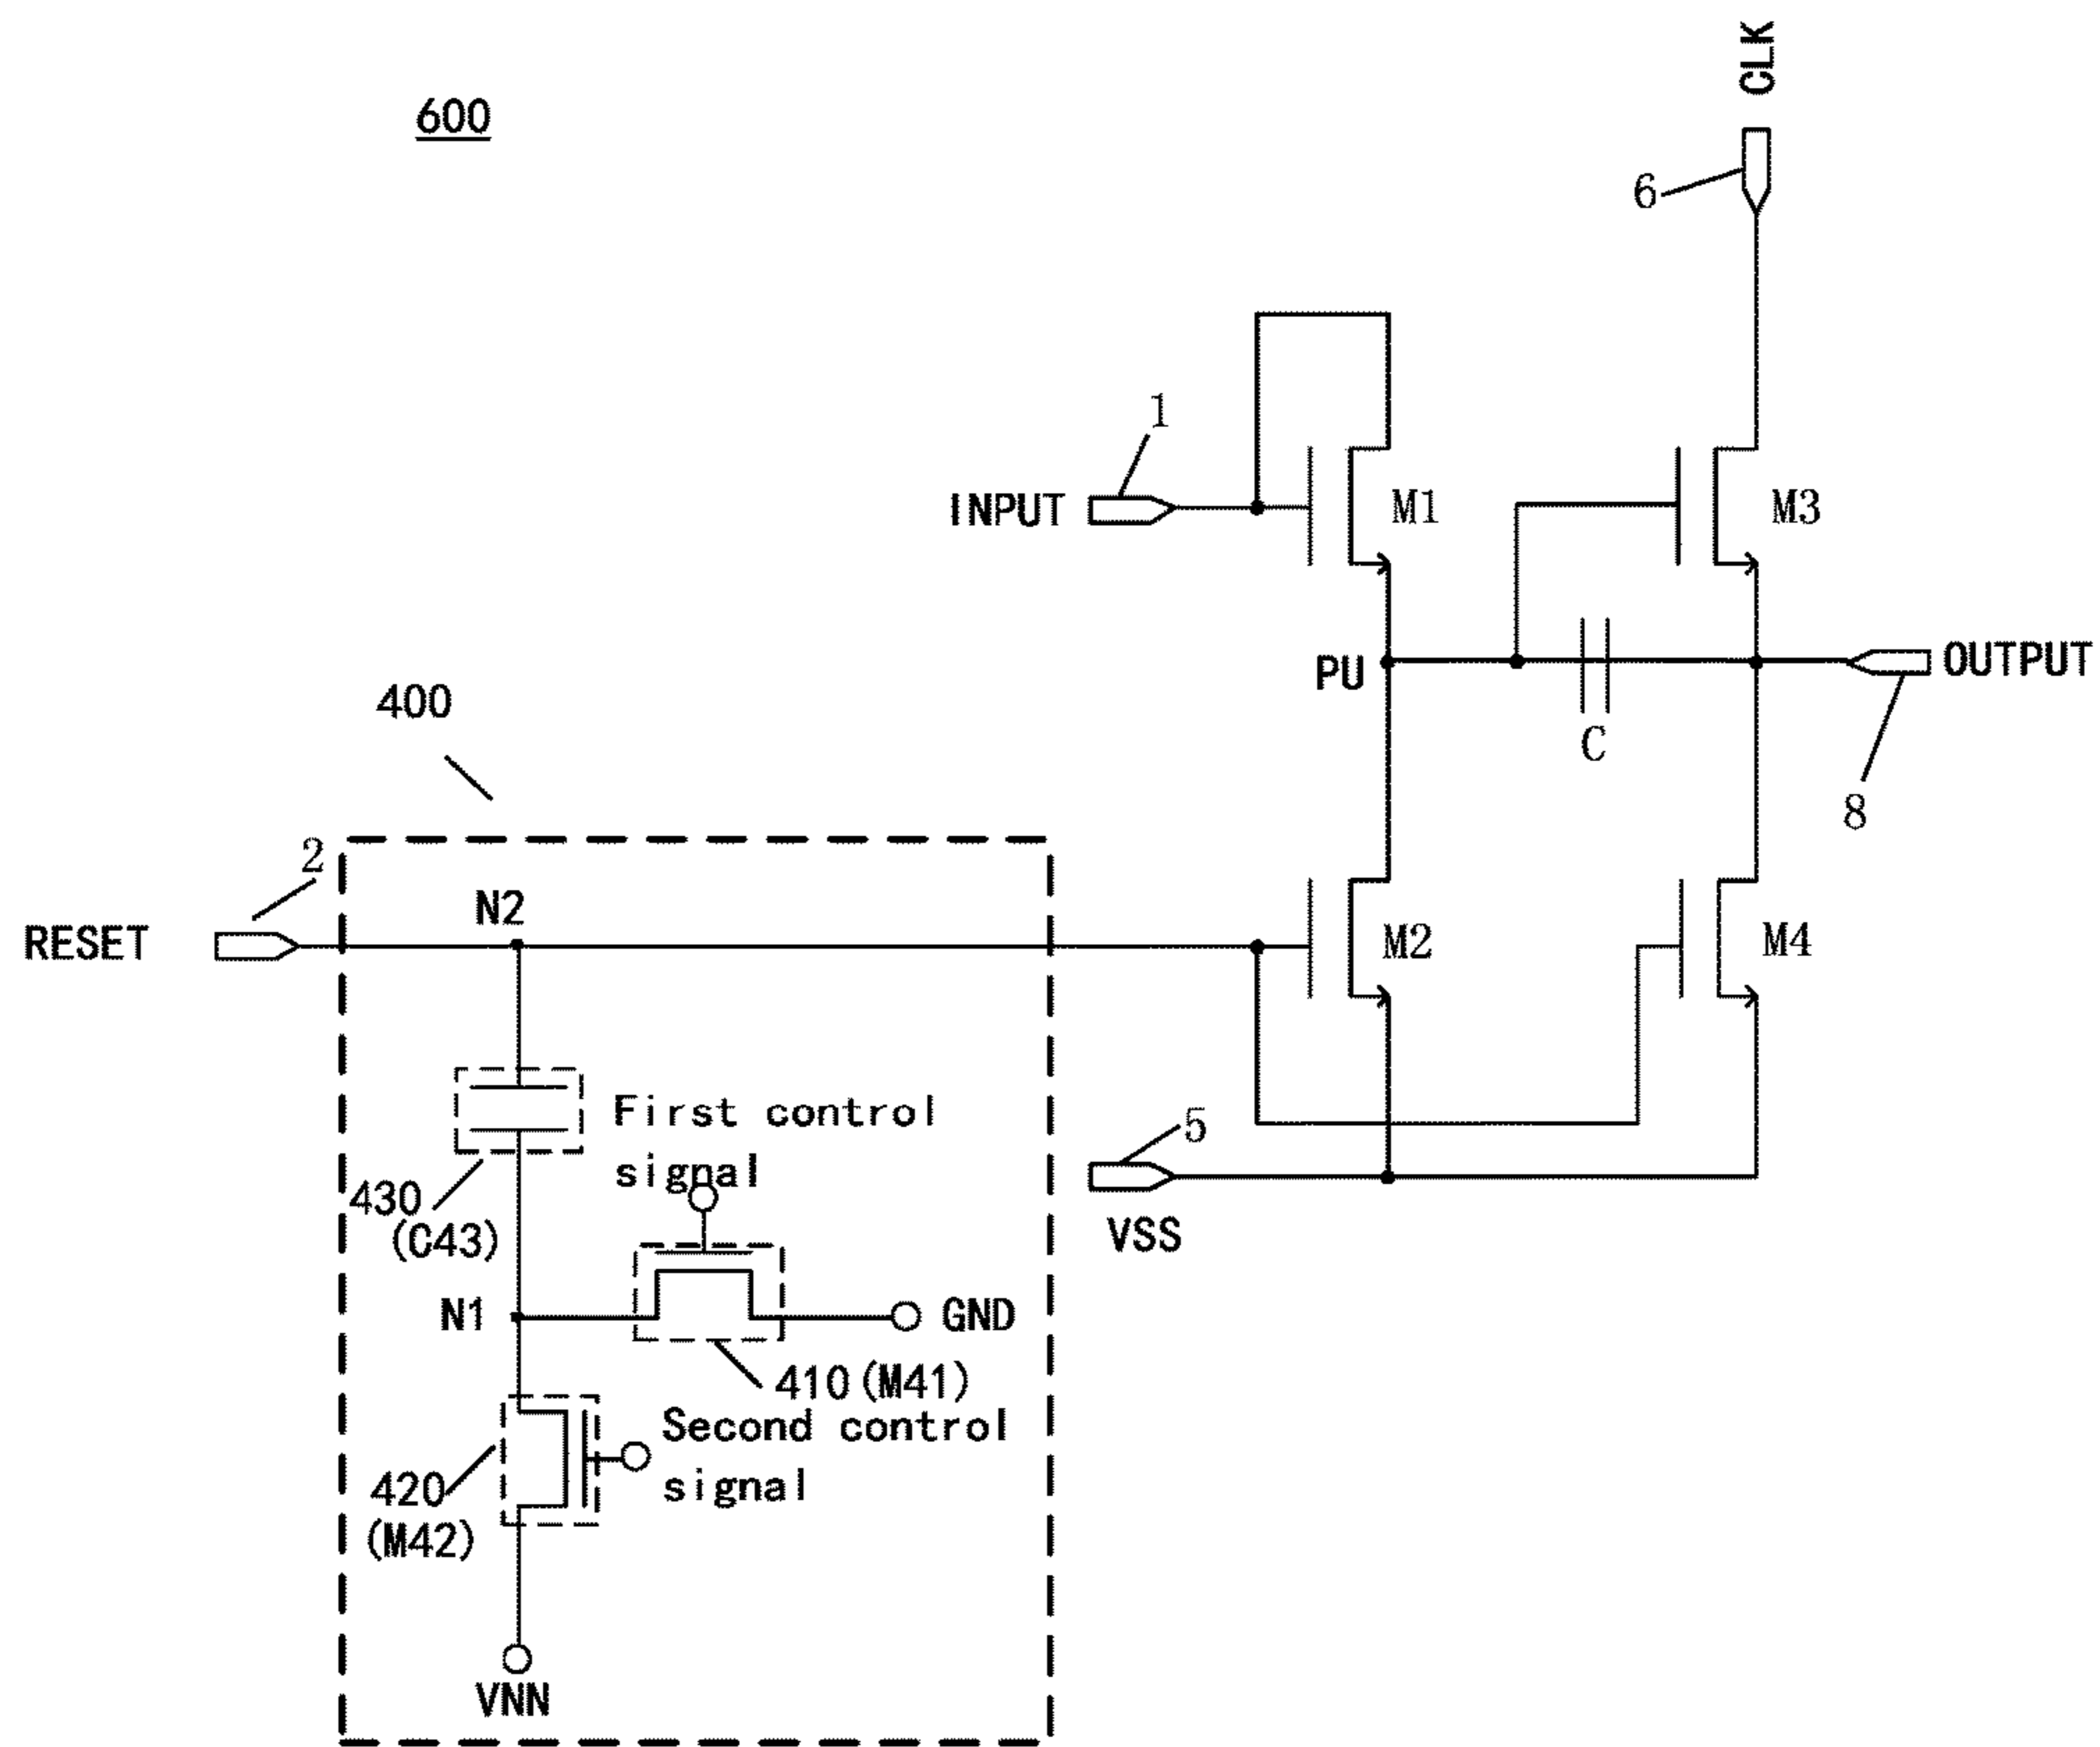 CLK
600
6
1
INPUT
M1
M3
PU
OUTPUT
400
C
8
2
N2
RESET
M2
M4
First control
signal
5
430
(C43)
VSS
N1
GND
410(M41)
Second control
signal
420
(M42)
VNN